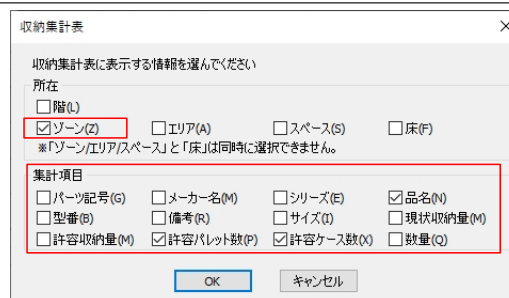 収納集計表
収納集計表に表示する情報を選んでください
所在
階(L)
ゾーン(Z) エリア(A) スペース(S) 床(F)
※「ゾーン/エリア/スペース」と「床」は同時に選択できません。
集計項目
パーツ記号(G) メーカー名(M) シリーズ(E) 品名(N)
型番(B) 備考(R) サイズ(I) 現状収納量(M)
許容収納量(M) 許容パレット数(P) 許容ケース数(X) 数量(Q)
OK キャンセル